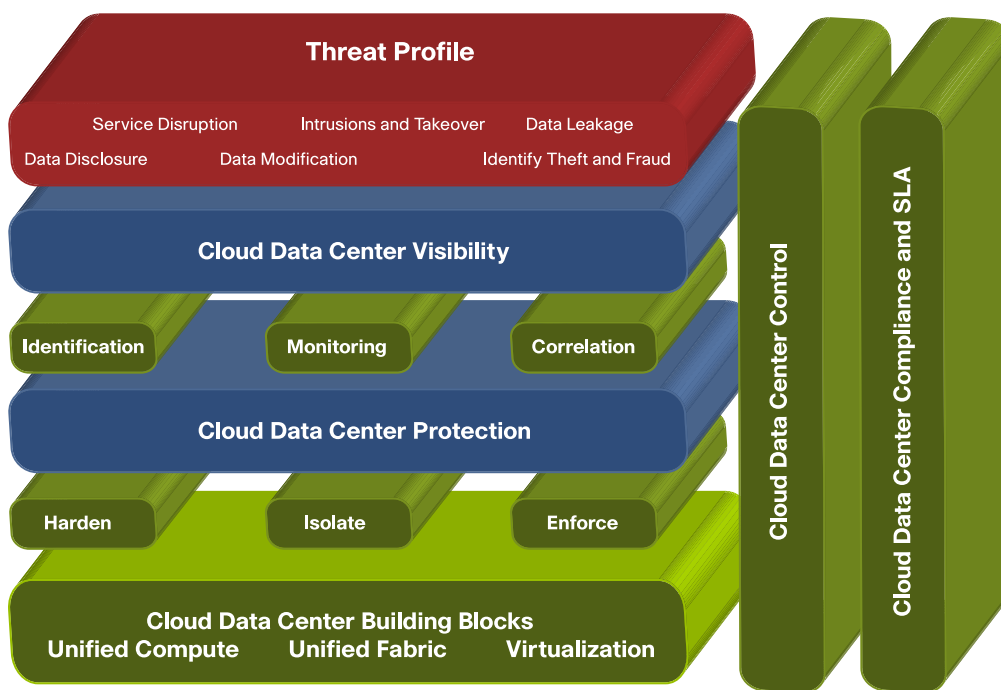 Threat Profile
Service Disruption Intrusions and Takeover Data Leakage
Data Disclosure Data Modification Identify Theft and Fraud
Cloud Data Center Visibility
Identification Monitoring Correlation
Cloud Data Center Protection
Harden Isolate Enforce
Cloud Data Center Building Blocks
Unified Compute Unified Fabric Virtualization
Cloud Data Center Control
Cloud Data Center Compliance and SLA